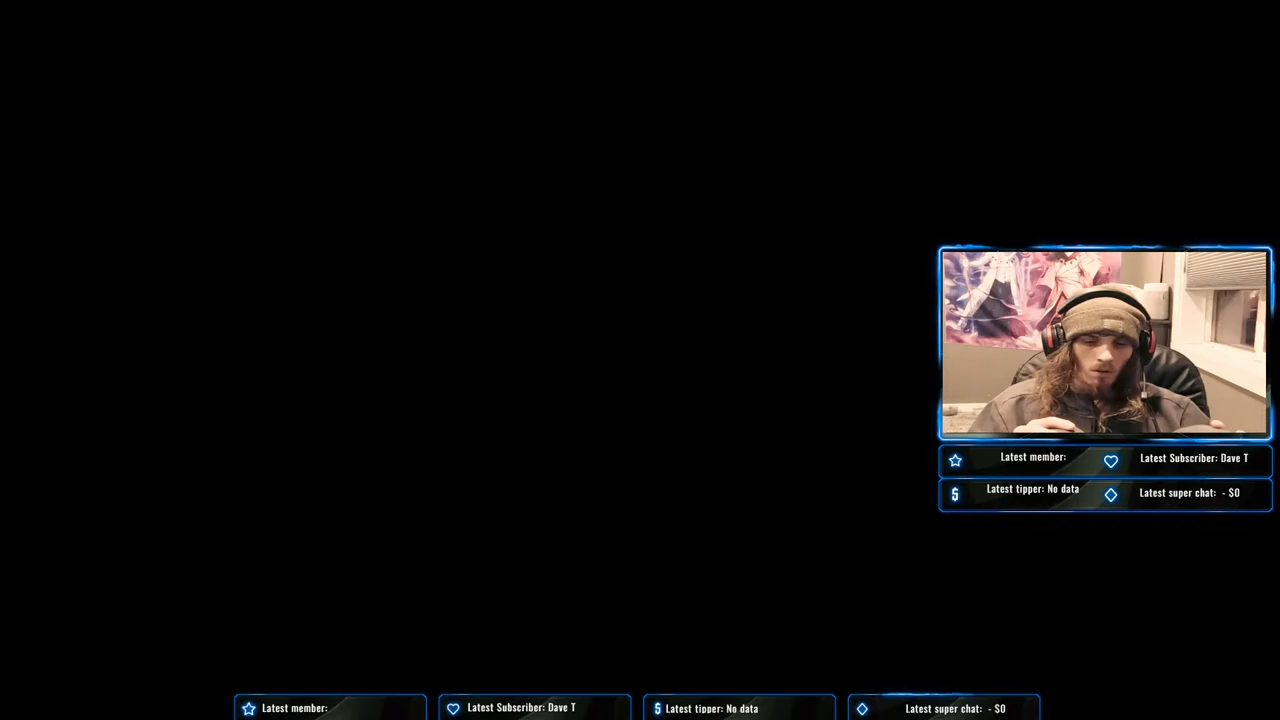 Latest member:
Latest Subscriber: Dave T
Latest tipper: No data
Latest super chat:  - $0
Latest member:
Latest Subscriber: Dave T
Latest tipper: No data
Latest super chat:  - $0